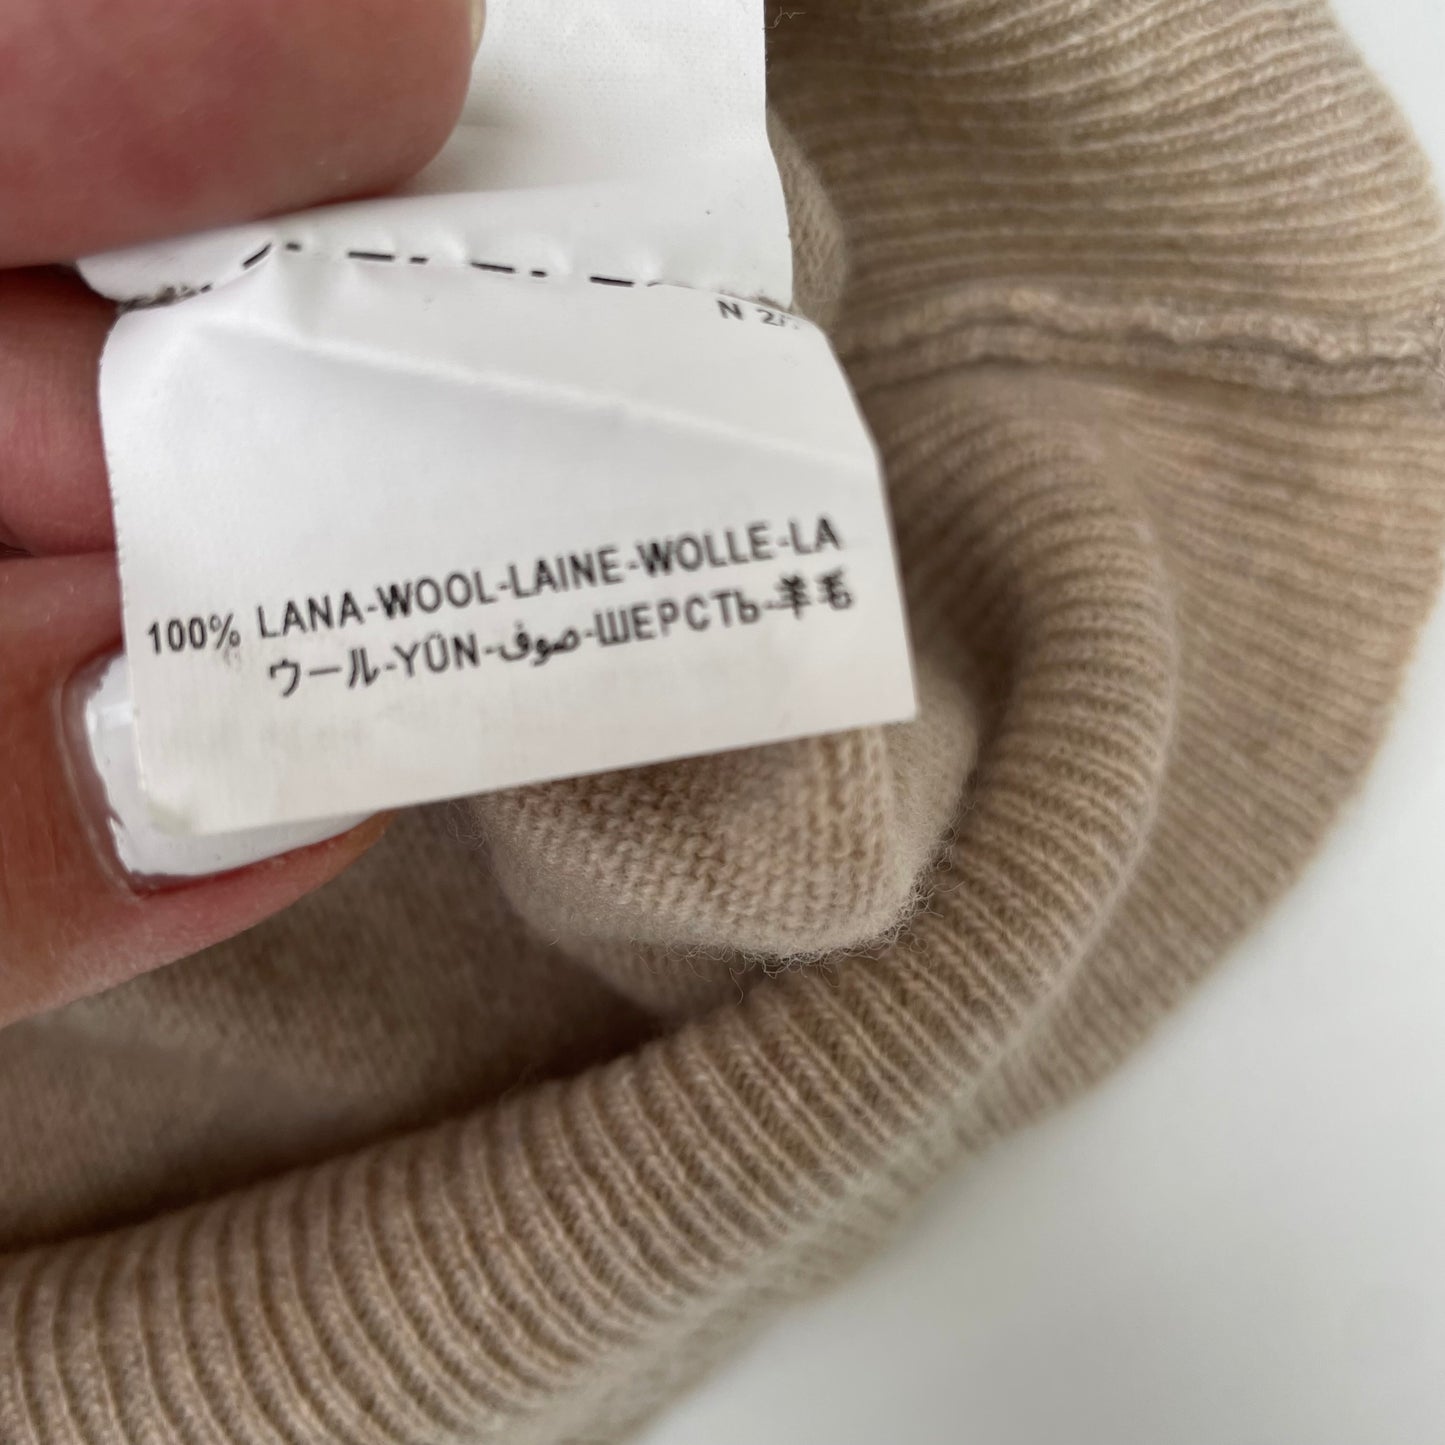 N
100% LANA-WOOL-LAINE-WOLLE-LA
ウール-YÜN-صوف-ШЕРСТЬ-羊毛